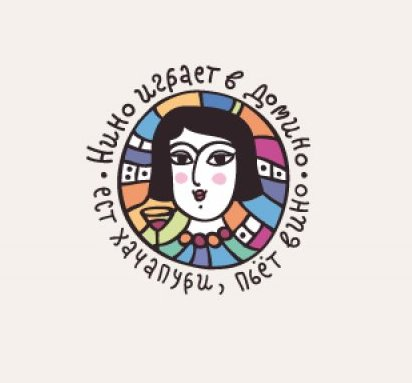 Нино играет в Домино
ест хачапури, пьёт вино